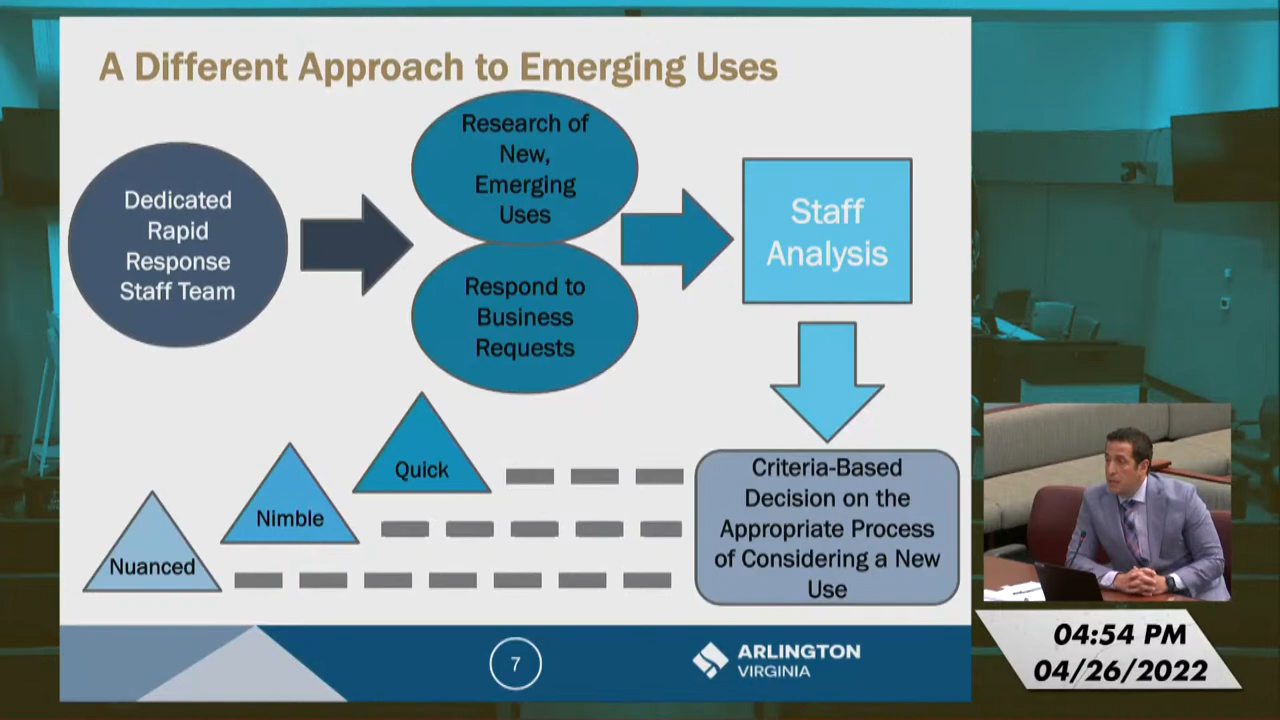 A Different Approach to Emerging Uses
Dedicated
Rapid
Response
Staff Team
Research of
New,
Emerging
Uses
Respond to
Business
Requests
Staff
Analysis
Quick
Nimble
Nuanced
Criteria-Based
Decision on the
Appropriate Process
of Considering a New
Use
7
ARLINGTON
VIRGINIA
04:54 PM
04/26/2022